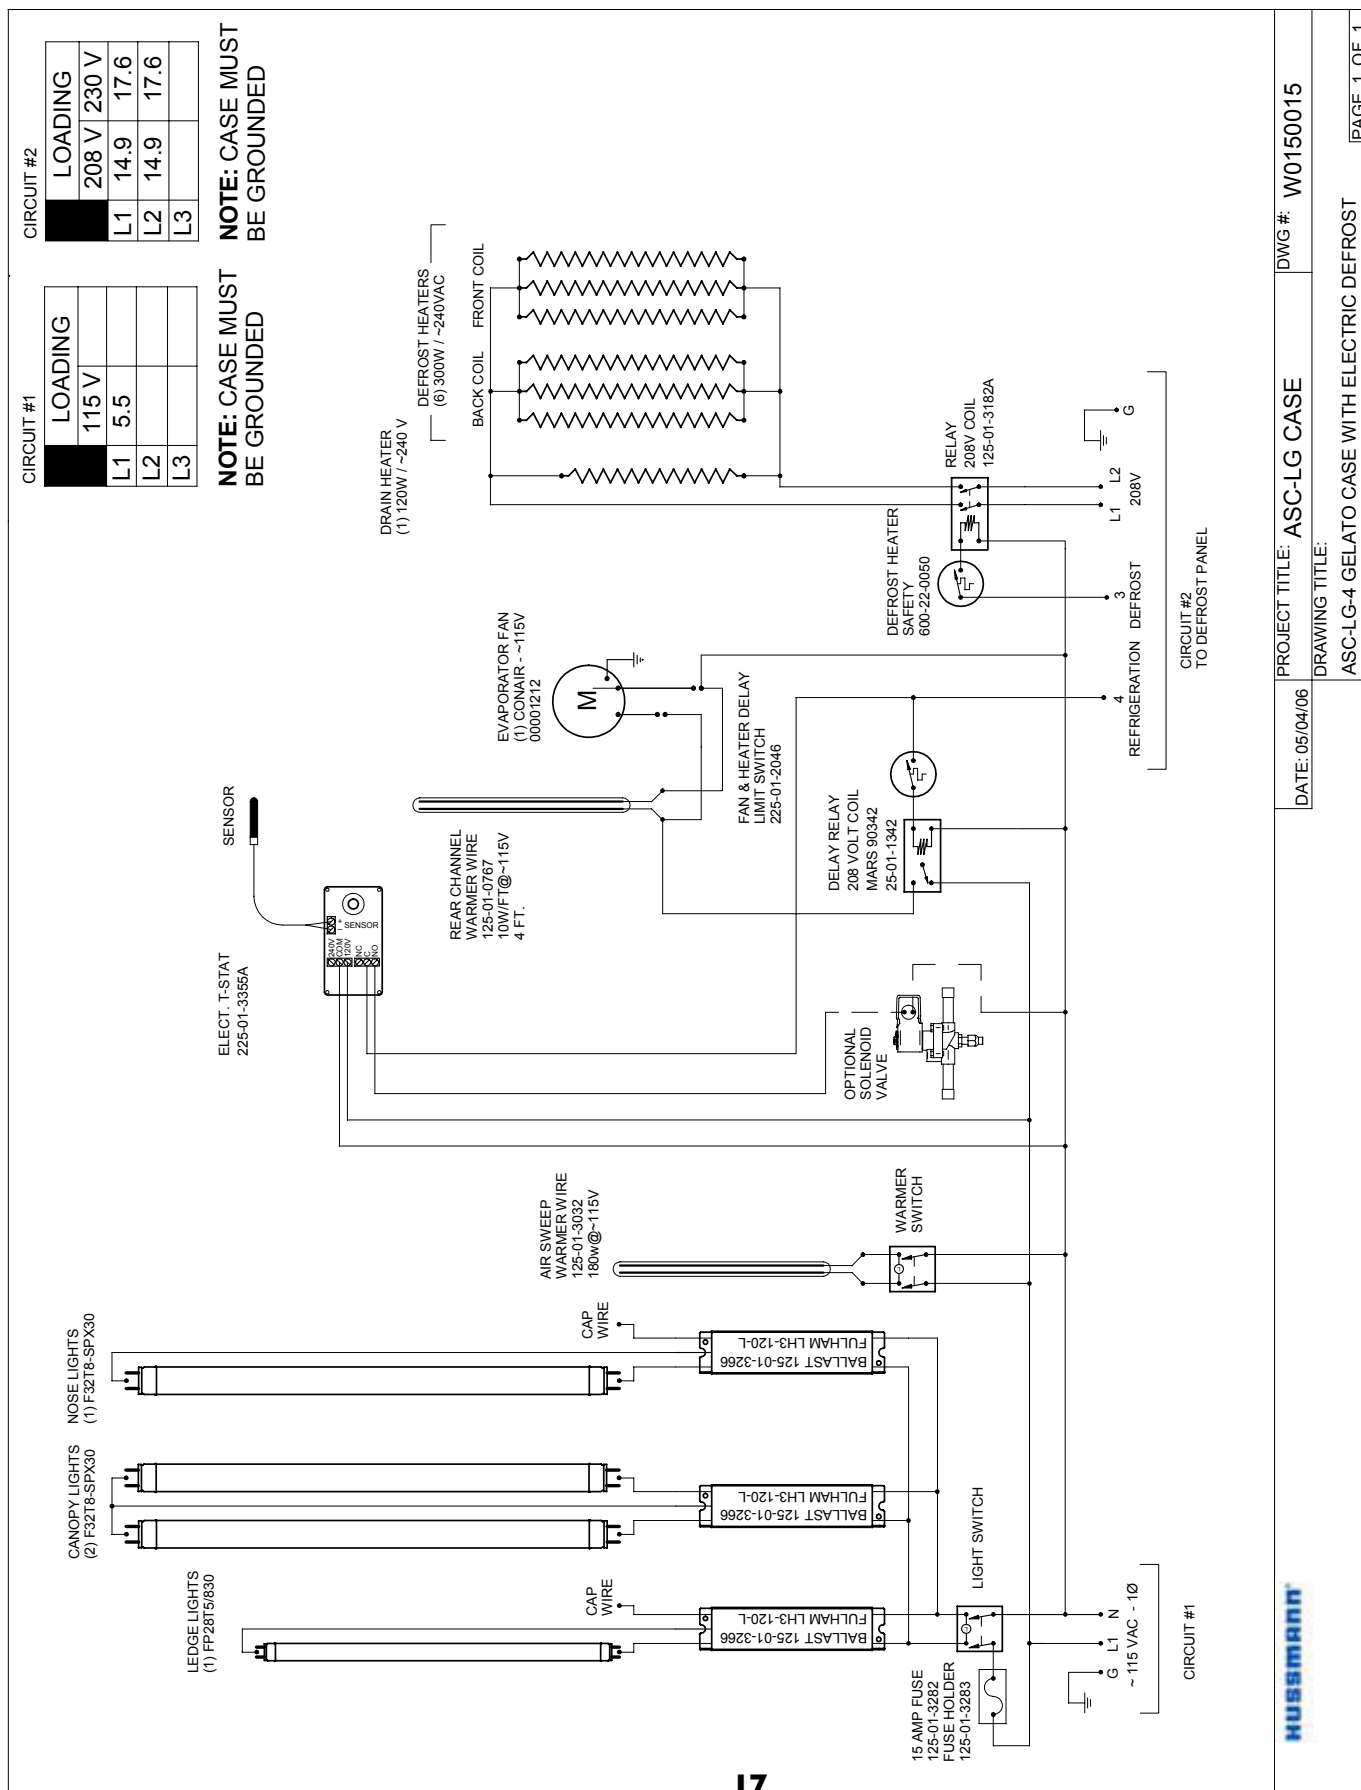 CIRCUIT #1
LOADING
115 V
L1 5.5
L2
L3
NOTE: CASE MUST
BE GROUNDED
CIRCUIT #2
LOADING
208 V 230 V
L1 14.9 17.6
L2 14.9 17.6
L3
NOTE: CASE MUST
BE GROUNDED
LEDGE LIGHTS
(1) FP28T5/830
CANOPY LIGHTS
(2) F32T8-SPX30
NOSE LIGHTS
(1) F32T8-SPX30
CAP
WIRE
CAP
WIRE
BALLAST 125-01-3266
FULHAM LH3-120-L
BALLAST 125-01-3266
FULHAM LH3-120-L
BALLAST 125-01-3266
FULHAM LH3-120-L
AIR SWEEP
WARMER WIRE
125-01-3032
180w@~115V
WARMER
SWITCH
LIGHT SWITCH
15 AMP FUSE
125-01-3282
FUSE HOLDER
125-01-3283
G L1 N
~ 115 VAC - 1Ø
CIRCUIT #1
ELECT. T-STAT
225-01-3355A
SENSOR
240V
COM
120V
NC
C
NO
- +
SENSOR
REAR CHANNEL
WARMER WIRE
125-01-0767
10W/FT@~115V
4 FT.
EVAPORATOR FAN
(1) CONAIR - ~115V
00001212
M
FAN & HEATER DELAY
LIMIT SWITCH
225-01-2046
OPTIONAL
SOLENOID
VALVE
DELAY RELAY
208 VOLT COIL
MARS 90342
25-01-1342
DRAIN HEATER
(1) 120W / ~240 V
DEFROST HEATERS
(6) 300W / ~240VAC
BACK COIL
FRONT COIL
DEFROST HEATER
SAFETY
600-22-0050
RELAY
208V COIL
125-01-3182A
4 3 L1 L2 G
REFRIGERATION DEFROST 208V
CIRCUIT #2
TO DEFROST PANEL
HUSSMANN
DATE: 05/04/06
PROJECT TITLE: ASC-LG CASE
DWG #: W0150015
DRAWING TITLE:
ASC-LG-4 GELATO CASE WITH ELECTRIC DEFROST
PAGE 1 OF 1
17